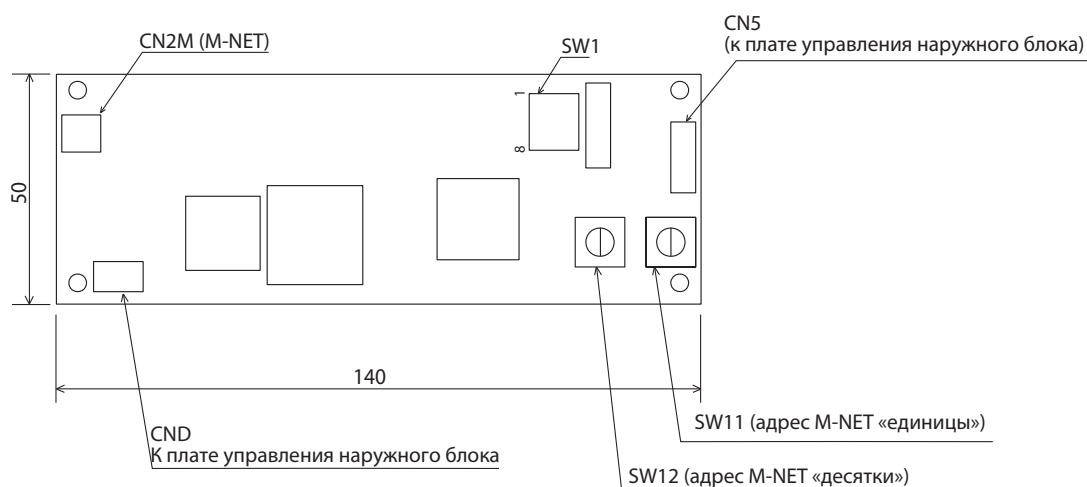 CN2M (M-NET)
SW1
CN5
(к плате управления наружного блока)
1
8
50
140
CND
К плате управления наружного блока
SW11 (адрес M-NET «единицы»)
SW12 (адрес M-NET «десятки»)